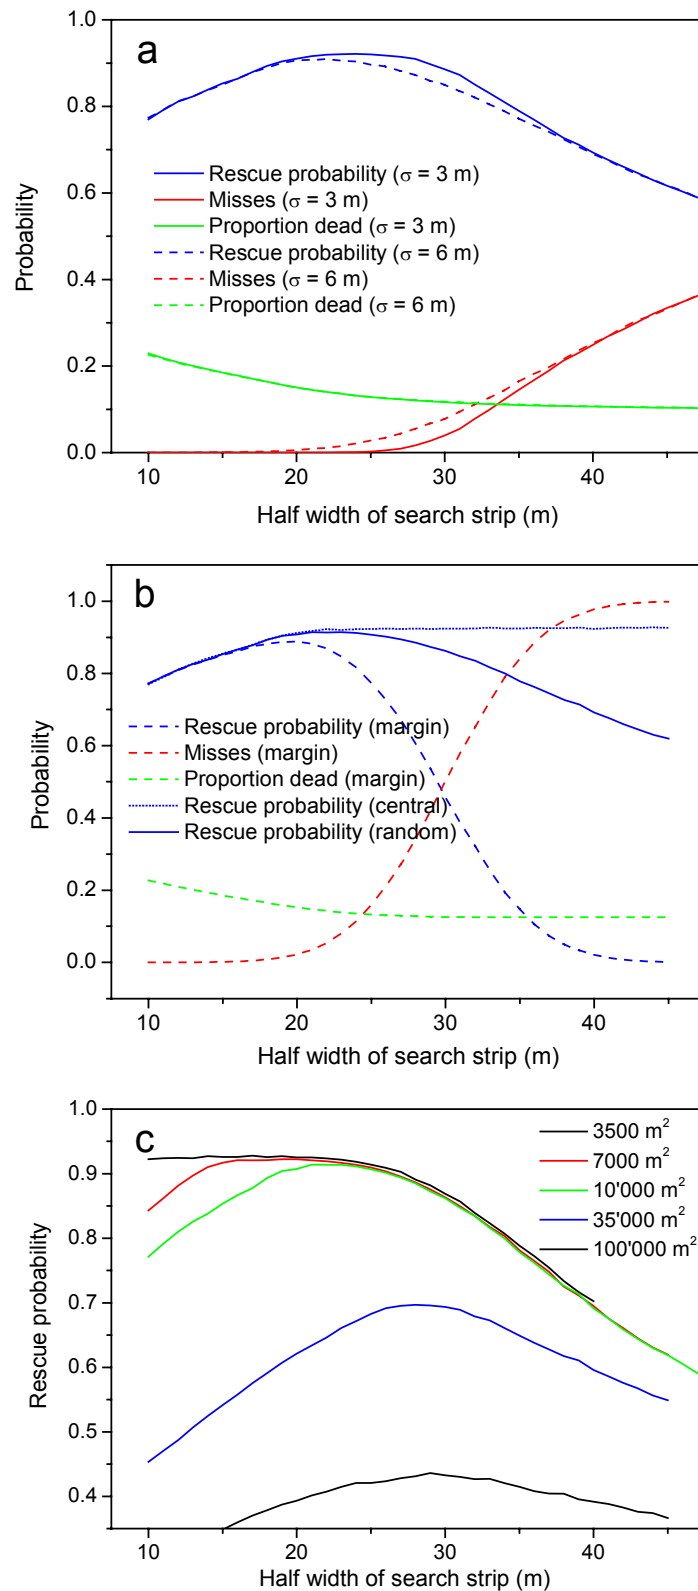 1.0
a
0.8
Rescue probability (σ = 3 m)
Misses (σ = 3 m)
0.6
Proportion dead (σ = 3 m)
Rescue probability (σ = 6 m)
Probability
Misses (σ = 6 m)
0.4
Proportion dead (σ = 6 m)
0.2
0.0
10 20 30 40
Half width of search strip (m)
b
1.0
0.8
Rescue probability (margin)
Misses (margin)
0.6
Proportion dead (margin)
Rescue probability (central)
Probability
Rescue probability (random)
0.4
0.2
0.0
10 20 30 40
Half width of search strip (m)
1.0
c
3500 m²
7000 m²
0.9
10'000 m²
35'000 m²
0.8
100'000 m²
Rescue probability
0.7
0.6
0.5
0.4
10 20 30 40
Half width of search strip (m)